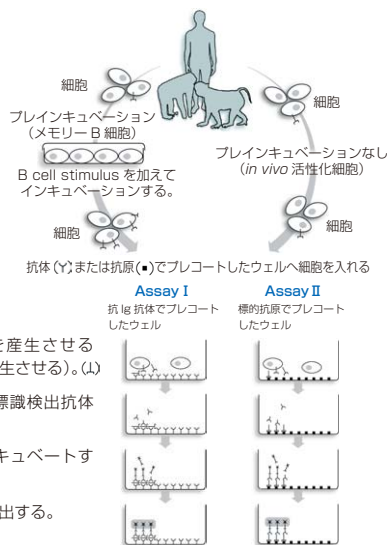 細胞
細胞
プレインキュベーション
（メモリー B 細胞）
B cell stimulus を加えて
インキュベーションする。
プレインキュベーションなし
（in vivo 活性化細胞）
細胞
細胞
抗体（Y）または抗原（▪）でプレコートしたウェルへ細胞を入れる
Assay I
抗 Ig 抗体でプレコート
したウェル
Assay II
標的抗原でプレコート
したウェル
を産生させる
生させる）。（
標識検出抗体
キュベートす
出する。